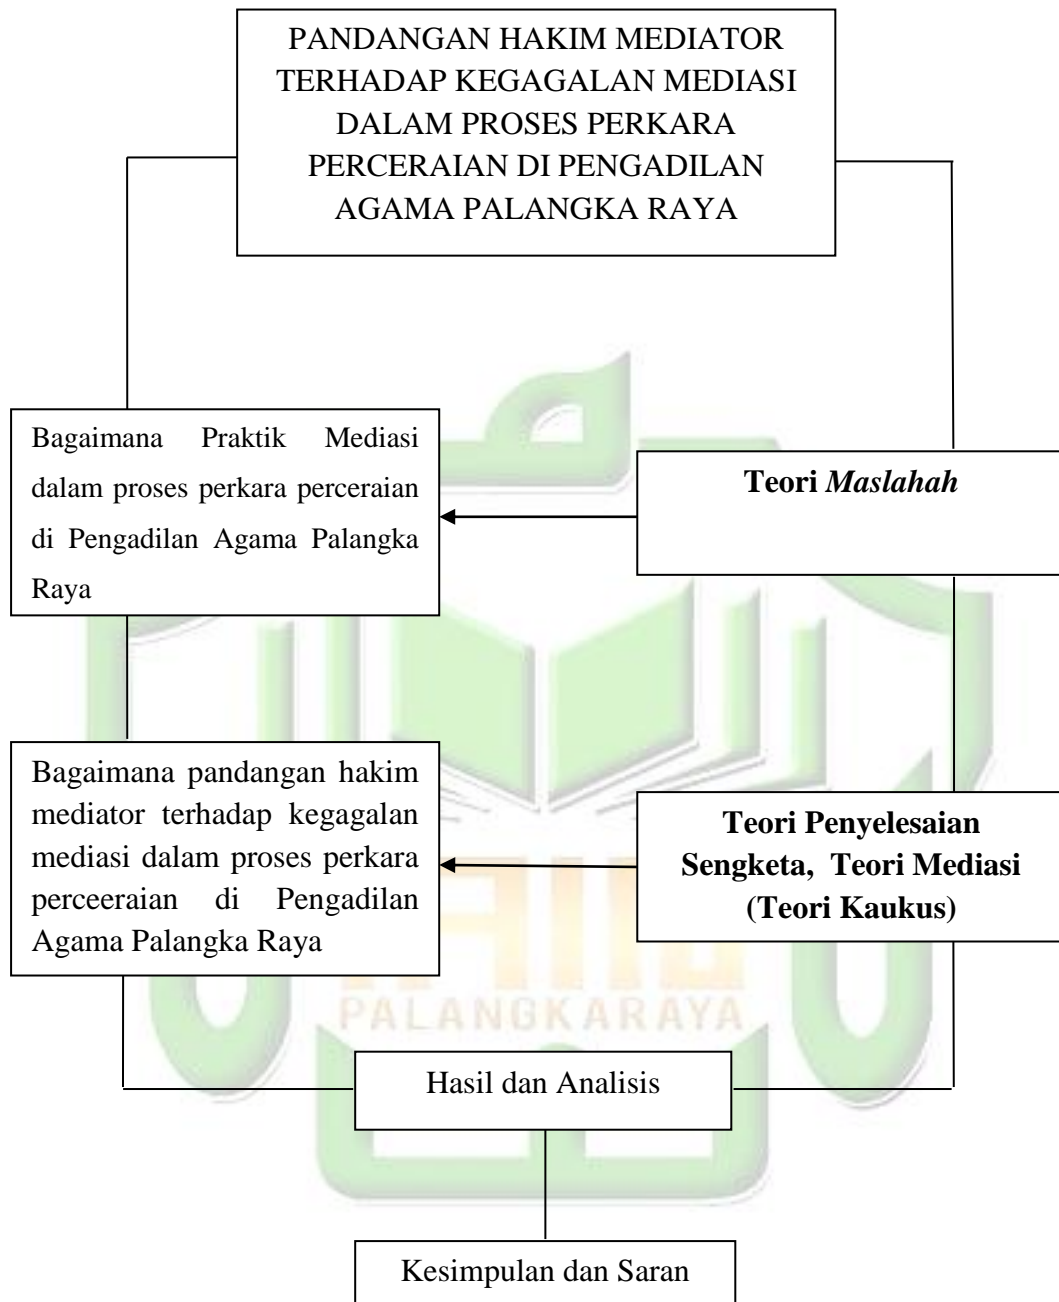 PANDANGAN HAKIM MEDIATOR
TERHADAP KEGAGALAN MEDIASI
DALAM PROSES PERKARA
PERCERAIAN DI PENGADILAN
AGAMA PALANGKA RAYA
Bagaimana Praktik Mediasi
dalam proses perkara perceraian
di Pengadilan Agama Palangka
Raya
Teori Maslahah
Bagaimana pandangan hakim
mediator terhadap kegagalan
mediasi dalam proses perkara
perceeraian di Pengadilan
Agama Palangka Raya
Teori Penyelesaian
Sengketa, Teori Mediasi
(Teori Kaukus)
IAIN
PALANGKARAYA
Hasil dan Analisis
Kesimpulan dan Saran